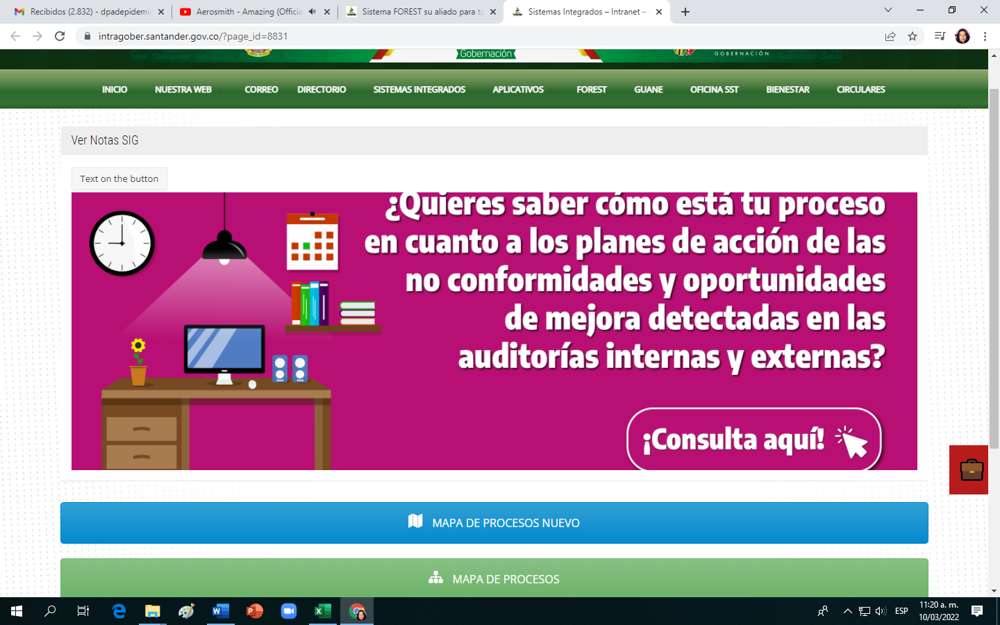 Recibidos (2.832) - dpadepidemic
Aerosmith - Amazing (Officia
Sistema FOREST su aliado para to
Sistemas Integrados – Intranet –
intragober.santander.gov.co/?page_id=8831
Gobernación
GOBERNACIÓN
INICIO NUESTRA WEB CORREO DIRECTORIO SISTEMAS INTEGRADOS APLICATIVOS FOREST GUANE OFICINA SST BIENESTAR CIRCULARES
Ver Notas SIG
Text on the button
¿Quieres saber cómo está tu proceso
en cuanto a los planes de acción de las
no conformidades y oportunidades
de mejora detectadas en las
auditorías internas y externas?
¡Consulta aquí!
MAPA DE PROCESOS NUEVO
MAPA DE PROCESOS
ESP
11:20 a. m.
10/03/2022